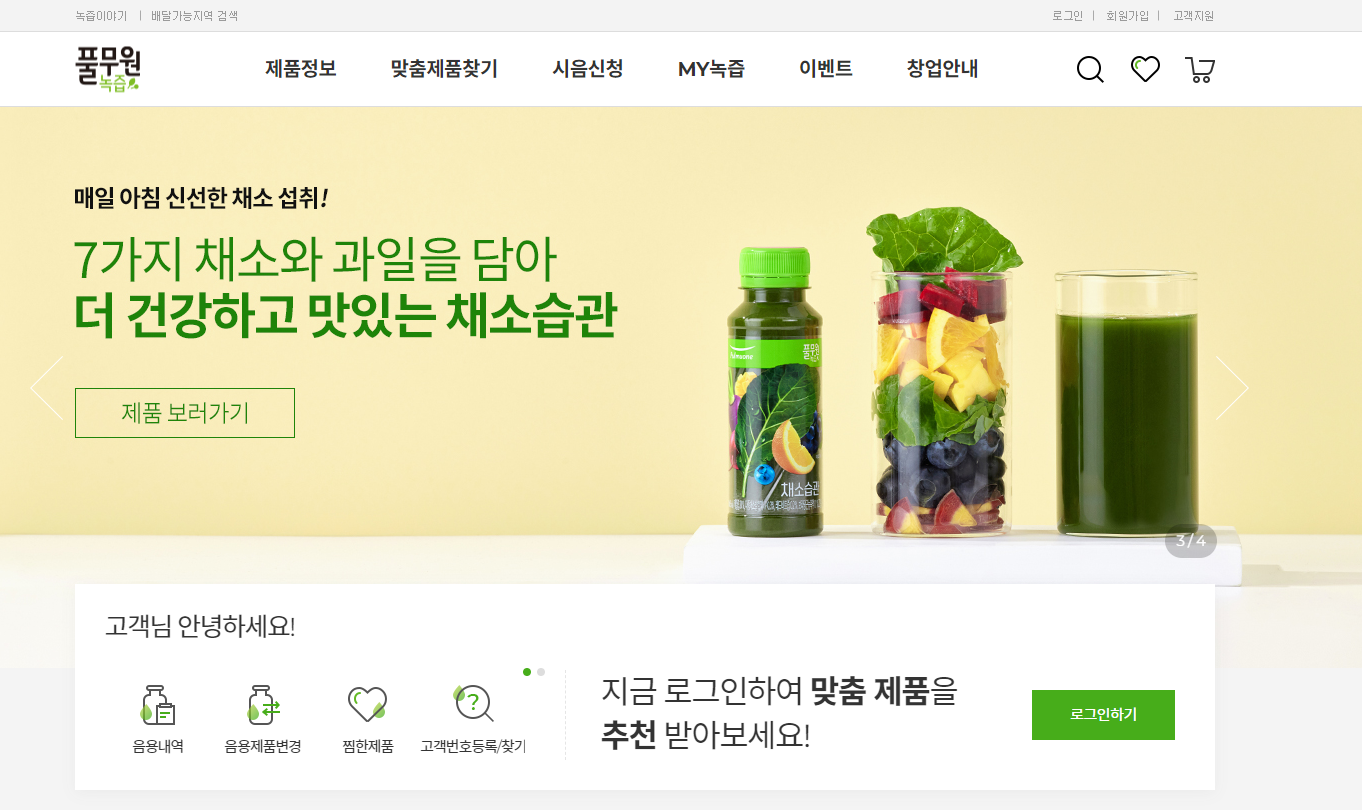 녹즙이야기 | 배달가능지역 검색
로그인 | 회원가입 | 고객지원
풀무원
녹즙
제품정보 맞춤제품찾기 시음신청 MY녹즙 이벤트 창업안내
매일 아침 신선한 채소 섭취!
7가지 채소와 과일을 담아
더 건강하고 맛있는 채소습관
제품 보러가기
풀무원
채소습관
3/4
고객님 안녕하세요!
음용내역 음용제품변경 찜한제품 고객번호등록/찾기
지금 로그인하여 맞춤 제품을
추천 받아보세요!
로그인하기